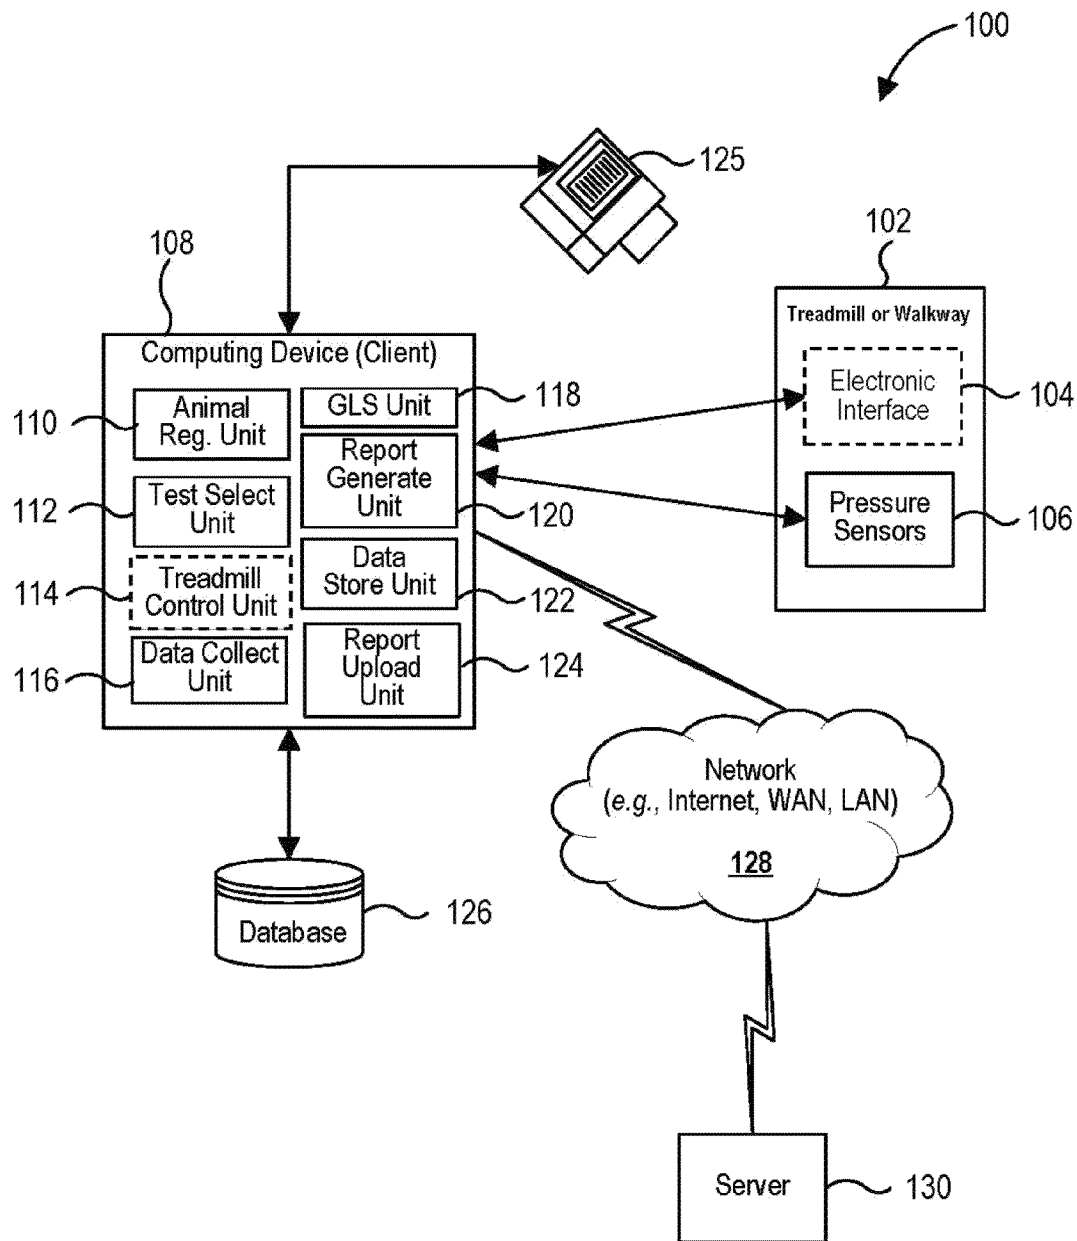 100
125
108
102
Computing Device (Client)
Treadmill or Walkway
110
Animal
Reg. Unit
GLS Unit
118
Electronic
Interface
104
112
Test Select
Unit
Report
Generate
Unit
120
Pressure
Sensors
106
114
Treadmill
Control Unit
Data
Store Unit
122
116
Data Collect
Unit
Report
Upload
Unit
124
Network
(e.g., Internet, WAN, LAN)
128
Database
126
Server
130